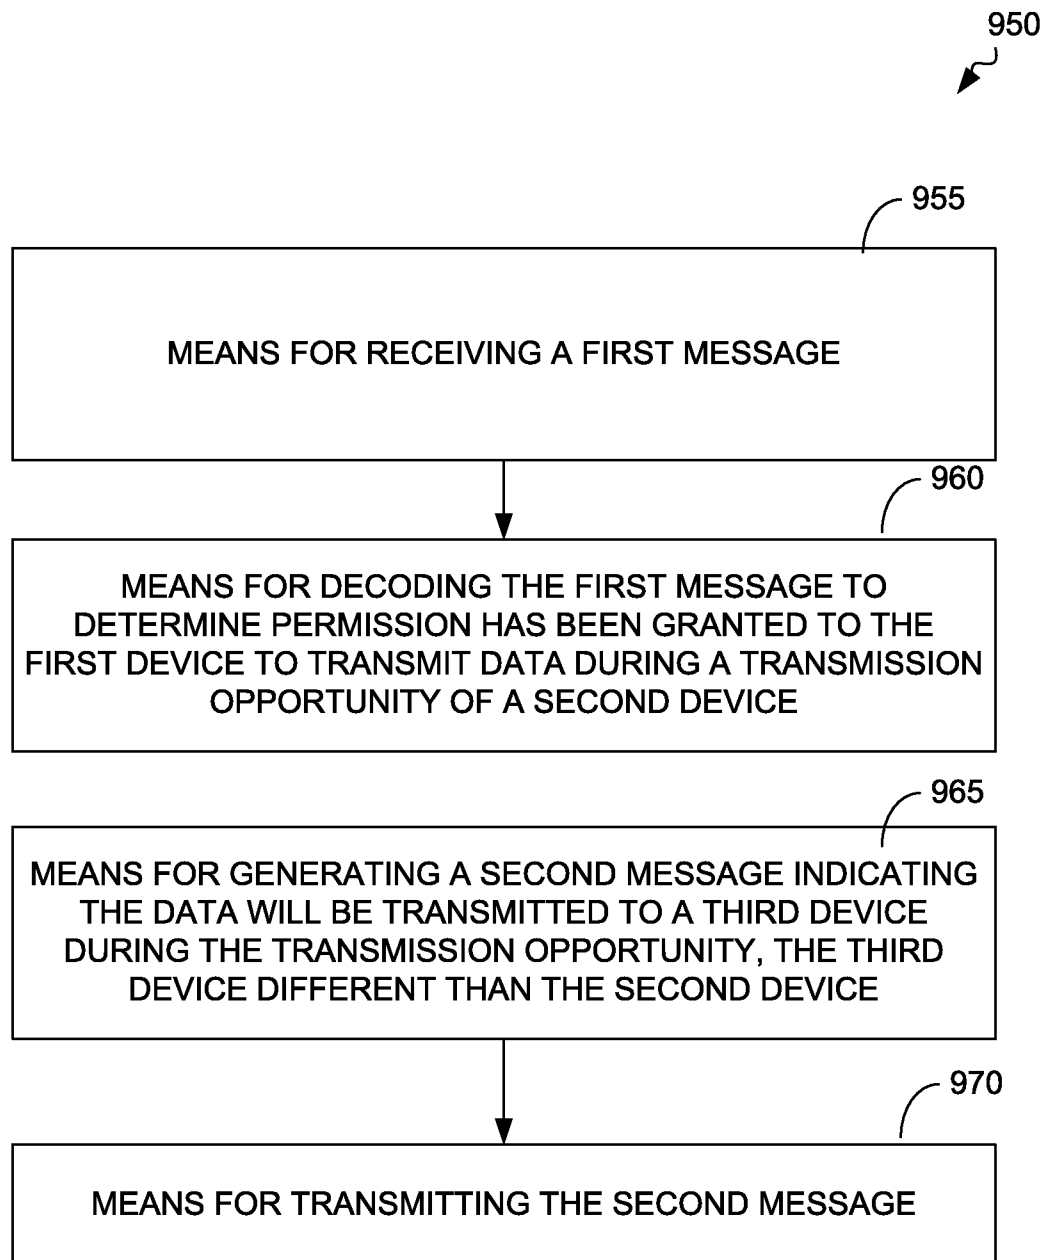 950
955
MEANS FOR RECEIVING A FIRST MESSAGE
960
MEANS FOR DECODING THE FIRST MESSAGE TO
DETERMINE PERMISSION HAS BEEN GRANTED TO THE
FIRST DEVICE TO TRANSMIT DATA DURING A TRANSMISSION
OPPORTUNITY OF A SECOND DEVICE
965
MEANS FOR GENERATING A SECOND MESSAGE INDICATING
THE DATA WILL BE TRANSMITTED TO A THIRD DEVICE
DURING THE TRANSMISSION OPPORTUNITY, THE THIRD
DEVICE DIFFERENT THAN THE SECOND DEVICE
970
MEANS FOR TRANSMITTING THE SECOND MESSAGE